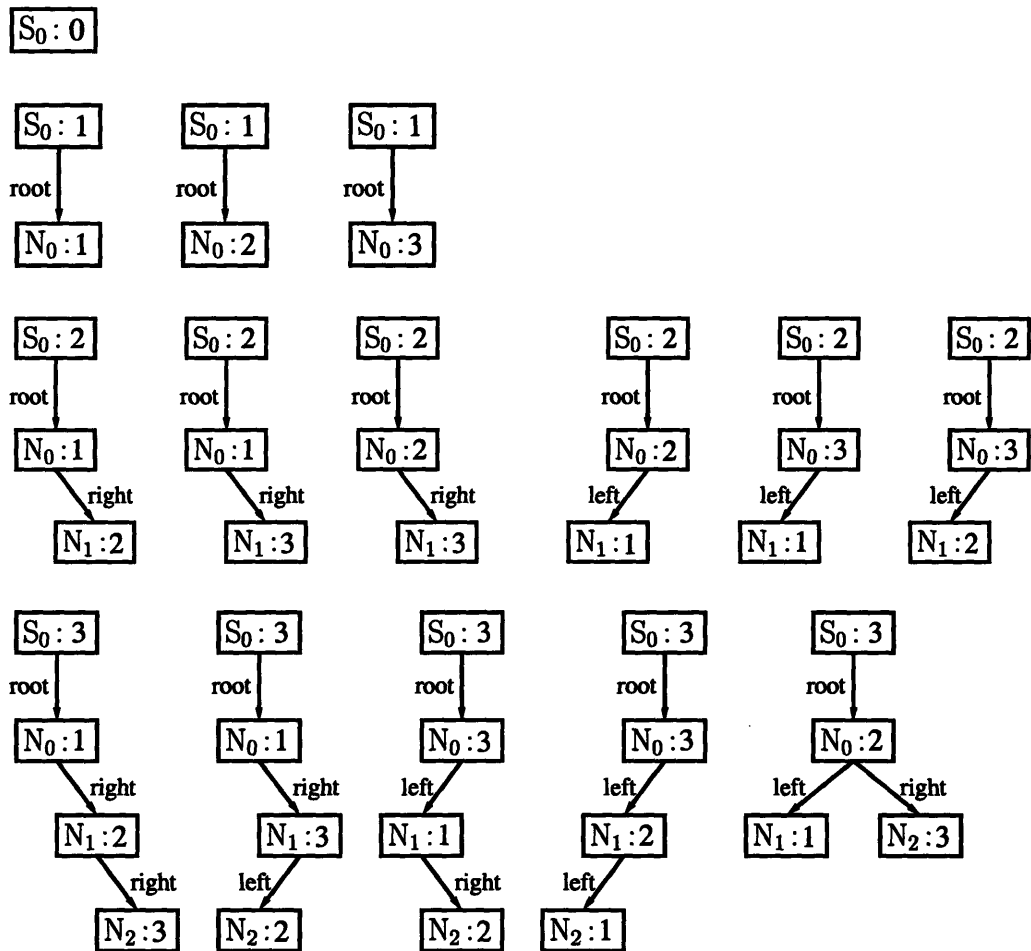 S₀: 0
S₀: 1 S₀: 1 S₀: 1
root root root
N₀:1 N₀:2 N₀:3
S₀:2 S₀:2 S₀:2 S₀:2 S₀:2 S₀:2
root root root root root root
N₀:1 N₀:1 N₀:2 N₀:2 N₀:3 N₀:3
right right right left left left
N₁:2 N₁:3 N₁:3 N₁:1 N₁:1 N₁:2
S₀: 3 S₀: 3 S₀: 3 S₀: 3 S₀: 3
root root root root root
N₀:1 N₀:1 N₀:3 N₀:3 N₀:2
right right left left left right
N₁:2 N₁:3 N₁:1 N₁:2 N₁:1 N₂:3
right left right left
N₂:3 N₂:2 N₂:2 N₂:1